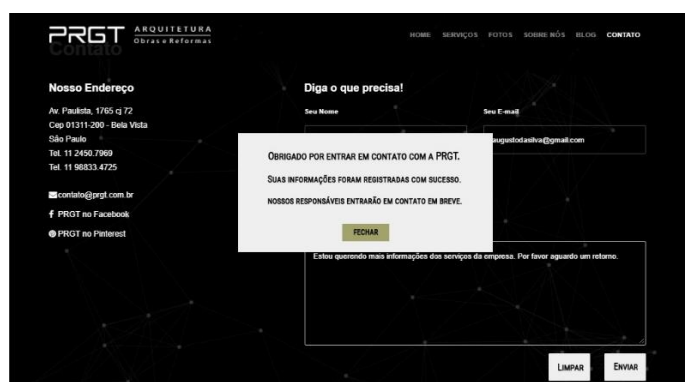 PRGT ARQUITETURA
Obras e Reformas
HOME SERVIÇOS FOTOS SOBRE NÓS BLOG CONTATO
Contato
Nosso Endereço
Av. Paulista, 1765 cj 72
Cep 01311-200 - Bela Vista
São Paulo
Tel. 11 2450.7969
Tel. 11 98833.4725
contato@prgt.com.br
PRGT no Facebook
PRGT no Pinterest
Diga o que precisa!
Seu Nome
Seu E-mail
augustodasilva@gmail.com
OBRIGADO POR ENTRAR EM CONTATO COM A PRGT.
SUAS INFORMAÇÕES FORAM REGISTRADAS COM SUCESSO.
NOSSOS RESPONSÁVEIS ENTRARÃO EM CONTATO EM BREVE.
FECHAR
Estou querendo mais informações dos serviços da empresa. Por favor aguardo um retorno.
LIMPAR
ENVIAR